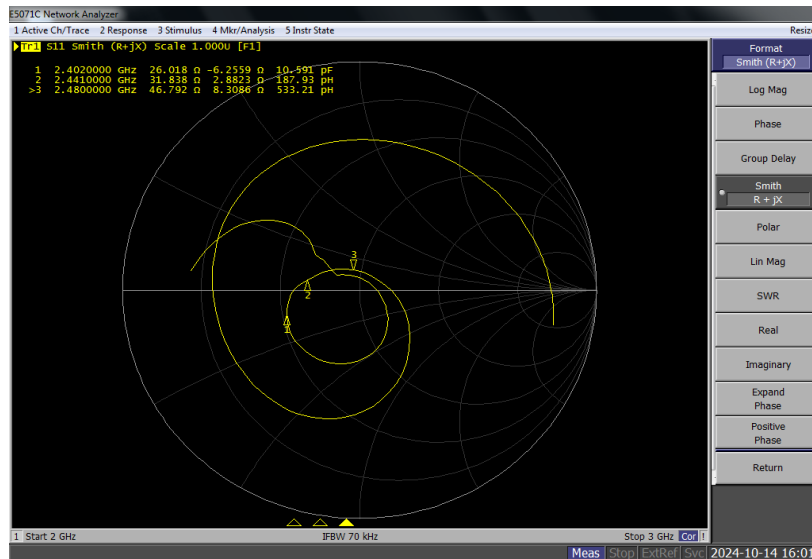 E5071C Network Analyzer
1 Active Ch/Trace 2 Response 3 Stimulus 4 Mkr/Analysis 5 Instr State
Resize
Tr1 S11 Smith (R+jX) Scale 1.000U [F1]
1 2.4020000 GHz 26.018 Ω -6.2559 Ω 10.591 pF
2 2.4410000 GHz 31.838 Ω 2.8823 Ω 187.93 pH
>3 2.4800000 GHz 46.792 Ω 8.3086 Ω 533.21 pH
3
2
1
Format
Smith (R+jX)
Log Mag
Phase
Group Delay
Smith
R + jX
Polar
Lin Mag
SWR
Real
Imaginary
Expand
Phase
Positive
Phase
Return
1 Start 2 GHz
IFBW 70 kHz
Stop 3 GHz Cor !
Meas Stop ExtRef Svc 2024-10-14 16:01